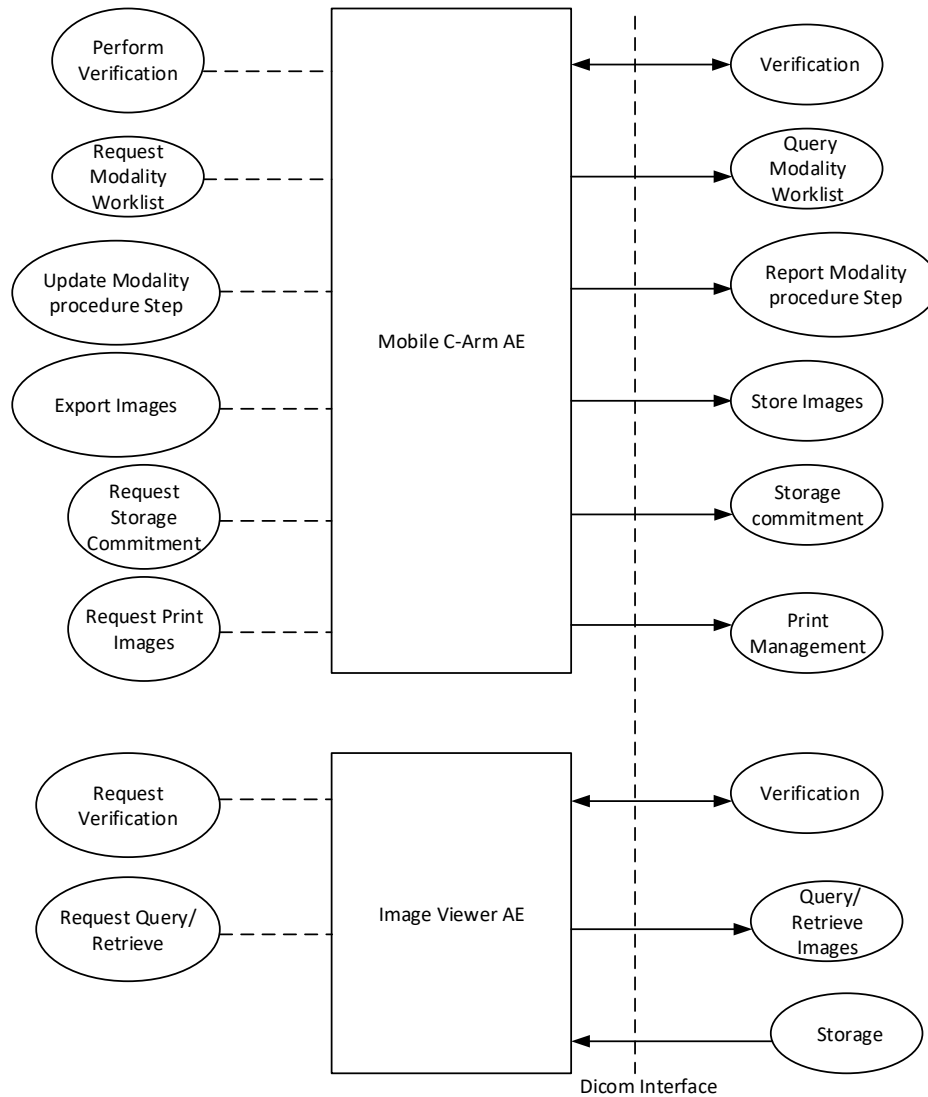 Perform
Verification
Verification
Request
Modality
Worklist
Query
Modality
Worklist
Update Modality
procedure Step
Report Modality
procedure Step
Mobile C-Arm AE
Export Images
Store Images
Request
Storage
Commitment
Storage
commitment
Request Print
Images
Print
Management
Request
Verification
Verification
Request Query/
Retrieve
Image Viewer AE
Query/
Retrieve
Images
Storage
Dicom Interface